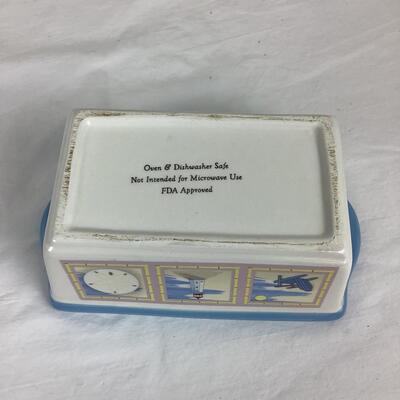 Oven & Dishwasher Safe
Not Intended for Microwave Use
FDA Approved